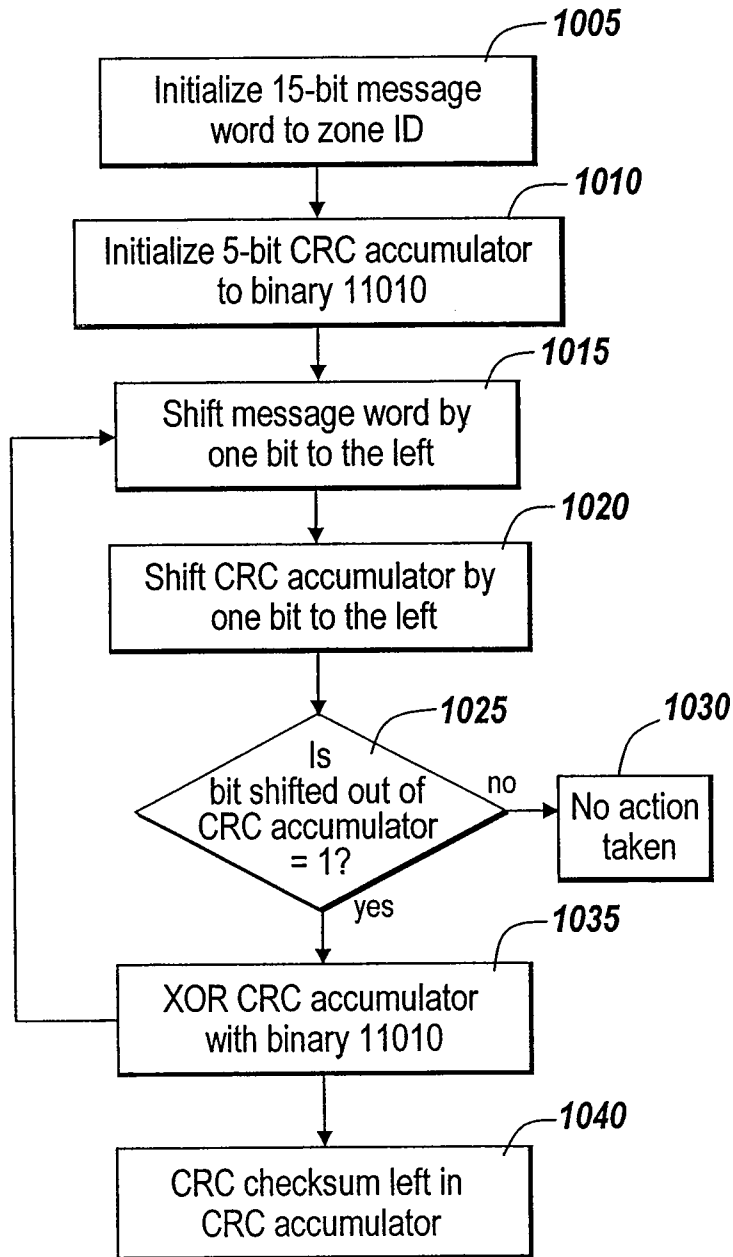 1005
Initialize 15-bit message
word to zone ID
1010
Initialize 5-bit CRC accumulator
to binary 11010
1015
Shift message word by
one bit to the left
1020
Shift CRC accumulator by
one bit to the left
1025
Is
bit shifted out of
CRC accumulator
= 1?
no
1030
No action
taken
yes
1035
XOR CRC accumulator
with binary 11010
1040
CRC checksum left in
CRC accumulator